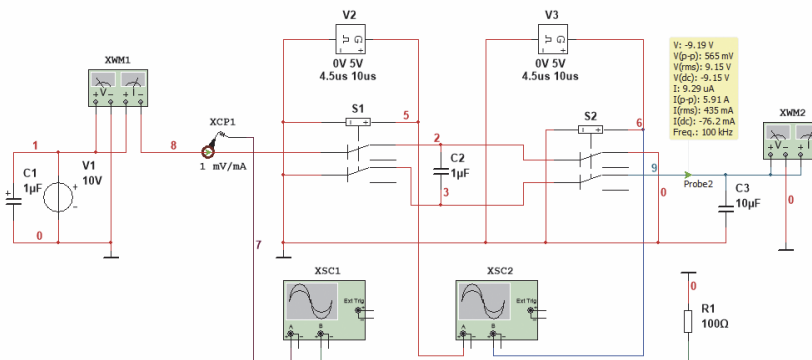 V2
V3
G
G
0V 5V
4.5us 10us
0V 5V
4.5us 10us
V: -9.19 V
V(p-p): 565 mV
V(rms): 9.15 V
V(dc): -9.15 V
I: 9.29 uA
I(p-p): 5.91 A
I(rms): 435 mA
I(dc): -76.2 mA
Freq.: 100 kHz
XWM1
V I
XWM2
V I
XCP1
S1
5
S2
6
1
8
2
9
1 mV/mA
C2
1µF
3
0
Probe2
C1
1µF
V1
10V
C3
10µF
0
0
7
XSC1
XSC2
Ext Trig
A B
Ext Trig
A B
0
R1
100Ω